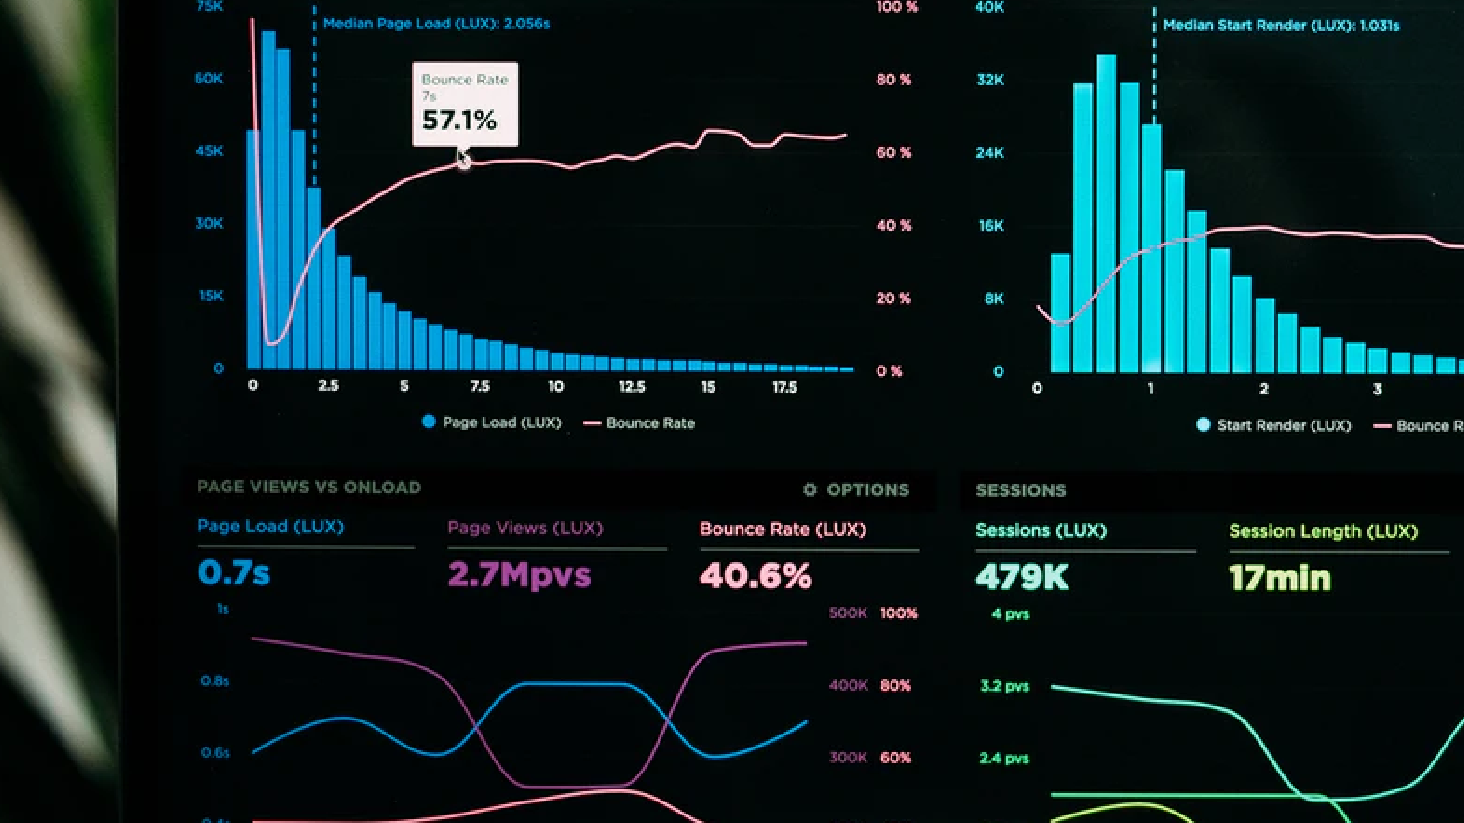 75K
100 %
40K
Median Page Load (LUX): 2.056s
Median Start Render (LUX): 1.031s
60K
Bounce Rate
7s
57.1%
80 %
32K
45K
60 %
24K
30K
40 %
16K
15K
20 %
8K
0
0 %
0
0 2.5 5 7.5 10 12.5 15 17.5
0 1 2 3
Page Load (LUX) Bounce Rate
Start Render (LUX) Bounce R
PAGE VIEWS VS ONLOAD
OPTIONS
SESSIONS
Page Load (LUX)
Page Views (LUX)
Bounce Rate (LUX)
Sessions (LUX)
Session Length (LUX)
0.7s
2.7Mpvs
40.6%
479K
17min
1s
500K 100%
4 pvs
0.8s
400K 80%
3.2 pvs
0.6s
300K 60%
2.4 pvs